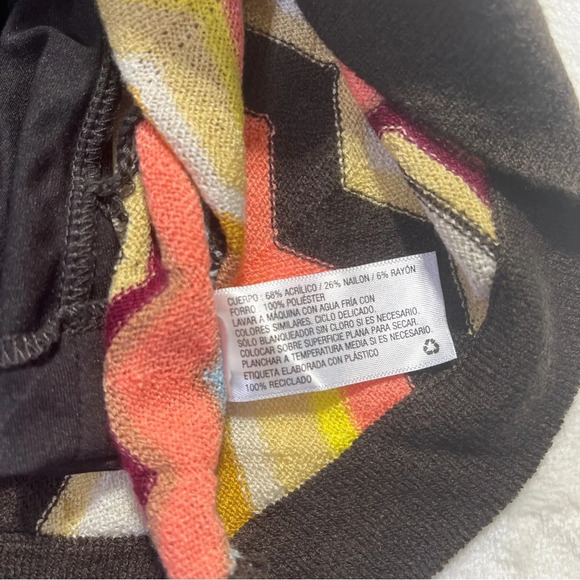 CUERPO : 68% ACRÍLICO / 26% NAILON / 6% RAYÓN
FORRO : 100% POLIÉSTER
LAVAR A MÁQUINA CON AGUA FRÍA CON
COLORES SIMILARES. CICLO DELICADO.
SÓLO BLANQUEADOR SIN CLORO SI ES NECESARIO.
COLOCAR SOBRE SUPERFICIE PLANA PARA SECAR.
PLANCHAR A TEMPERATURA MEDIA SI ES NECESARIO.
ETIQUETA ELABORADA CON PLÁSTICO
100% RECICLADO